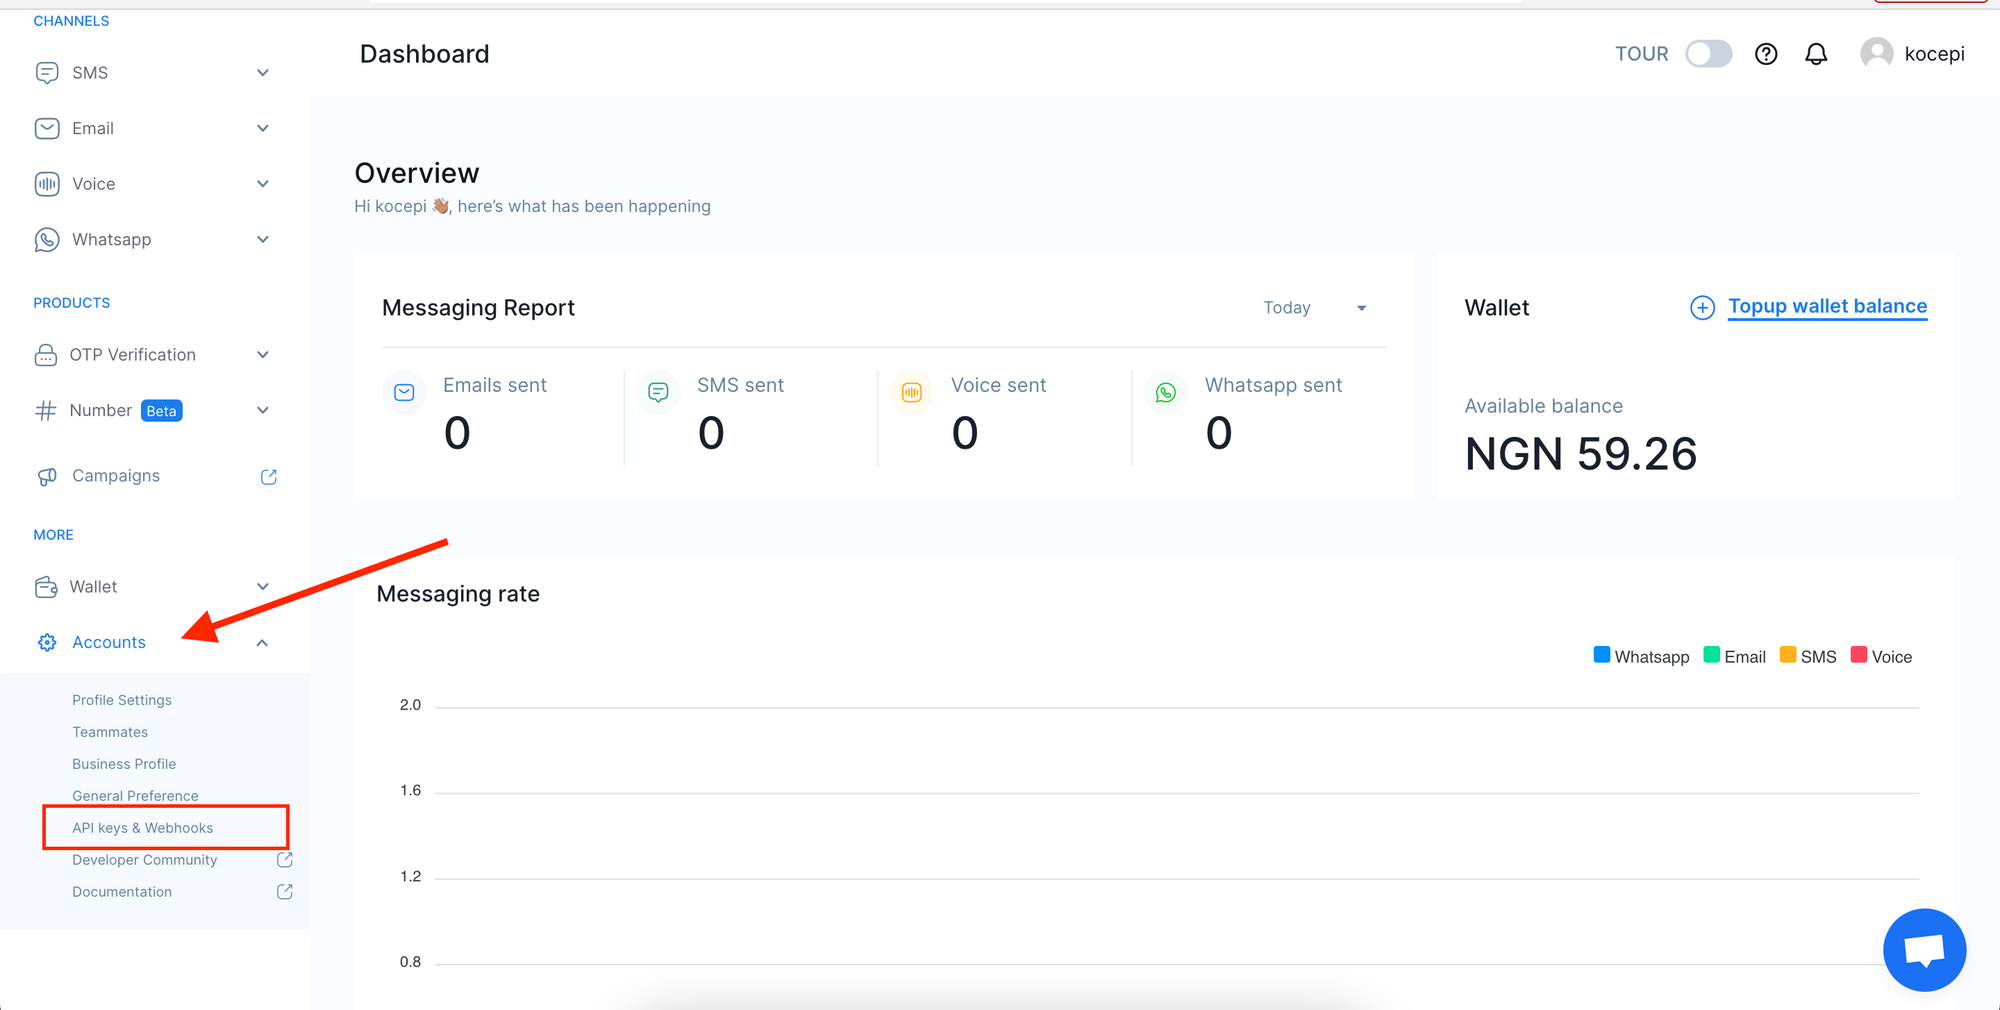 CHANNELS
SMS
Email
Voice
Whatsapp
PRODUCTS
OTP Verification
Number Beta
Campaigns
MORE
Wallet
Accounts
Profile Settings
Teammates
Business Profile
General Preference
API keys & Webhooks
Developer Community
Documentation
Dashboard
TOUR
kocepi
Overview
Hi kocepi 👋🏽, here’s what has been happening
Messaging Report
Today
Emails sent
0
SMS sent
0
Voice sent
0
Whatsapp sent
0
Wallet
Topup wallet balance
Available balance
NGN 59.26
Messaging rate
Whatsapp Email SMS Voice
2.0
1.6
1.2
0.8